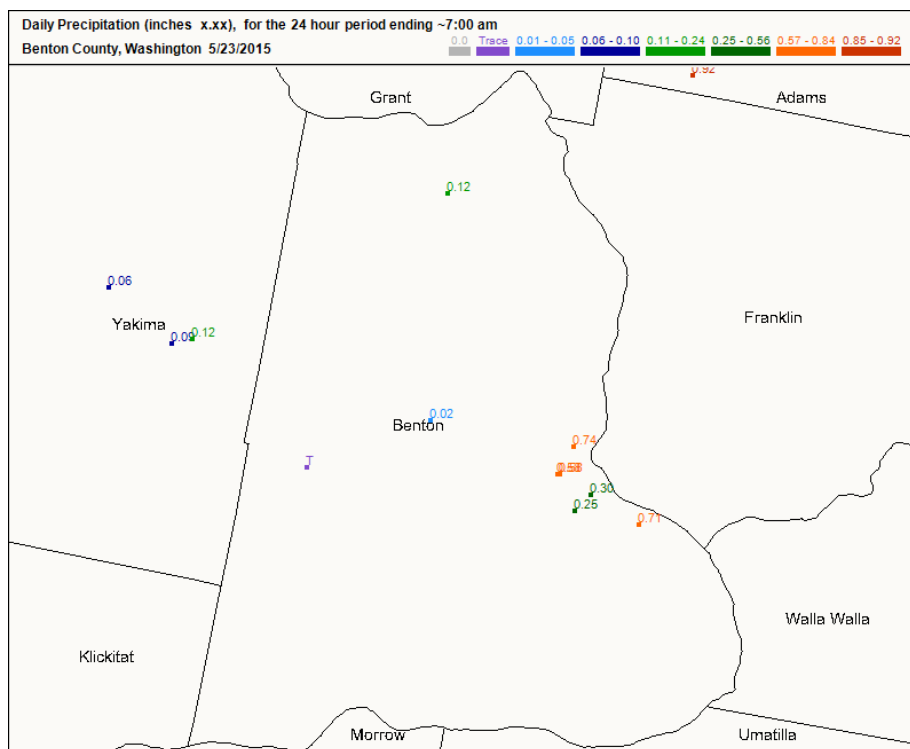 Daily Precipitation (inches x.xx), for the 24 hour period ending ~7:00 am
Benton County, Washington 5/23/2015
0.0 Trace 0.01 - 0.05 0.06 - 0.10 0.11 - 0.24 0.25 - 0.56 0.57 - 0.84 0.85 - 0.92
0.92
Grant
Adams
0.12
0.06
Franklin
Yakima
0.09
0.12
0.02
Benton
0.74
T
0.30
0.25
0.71
Walla Walla
Klickitat
Morrow
Umatilla